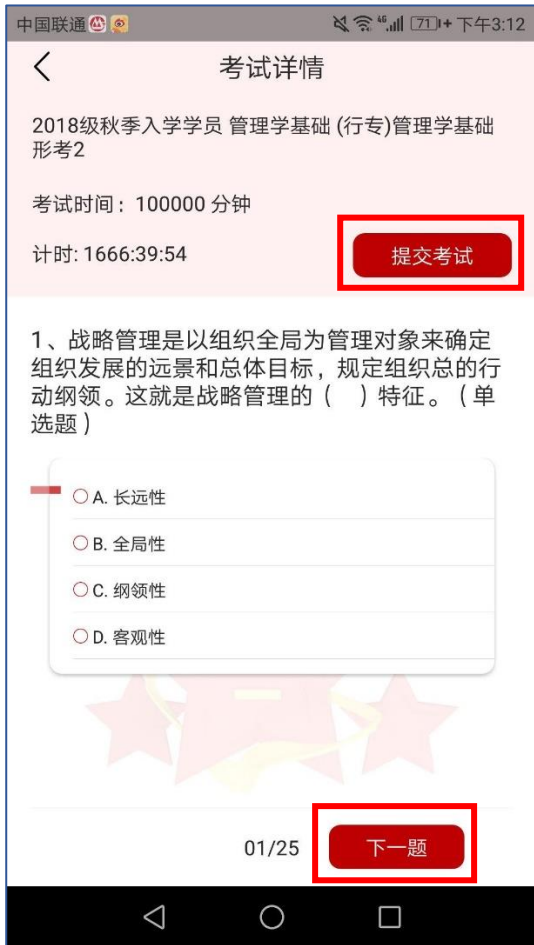 中国联通 46 71 下午3:12
考试详情
2018级秋季入学学员 管理学基础 (行专)管理学基础
形考2
考试时间：100000 分钟
计时: 1666:39:54
提交考试
1、战略管理是以组织全局为管理对象来确定
组织发展的远景和总体目标，规定组织总的行
动纲领。这就是战略管理的（　）特征。（单
选题）
A. 长远性
B. 全局性
C. 纲领性
D. 客观性
01/25
下一题